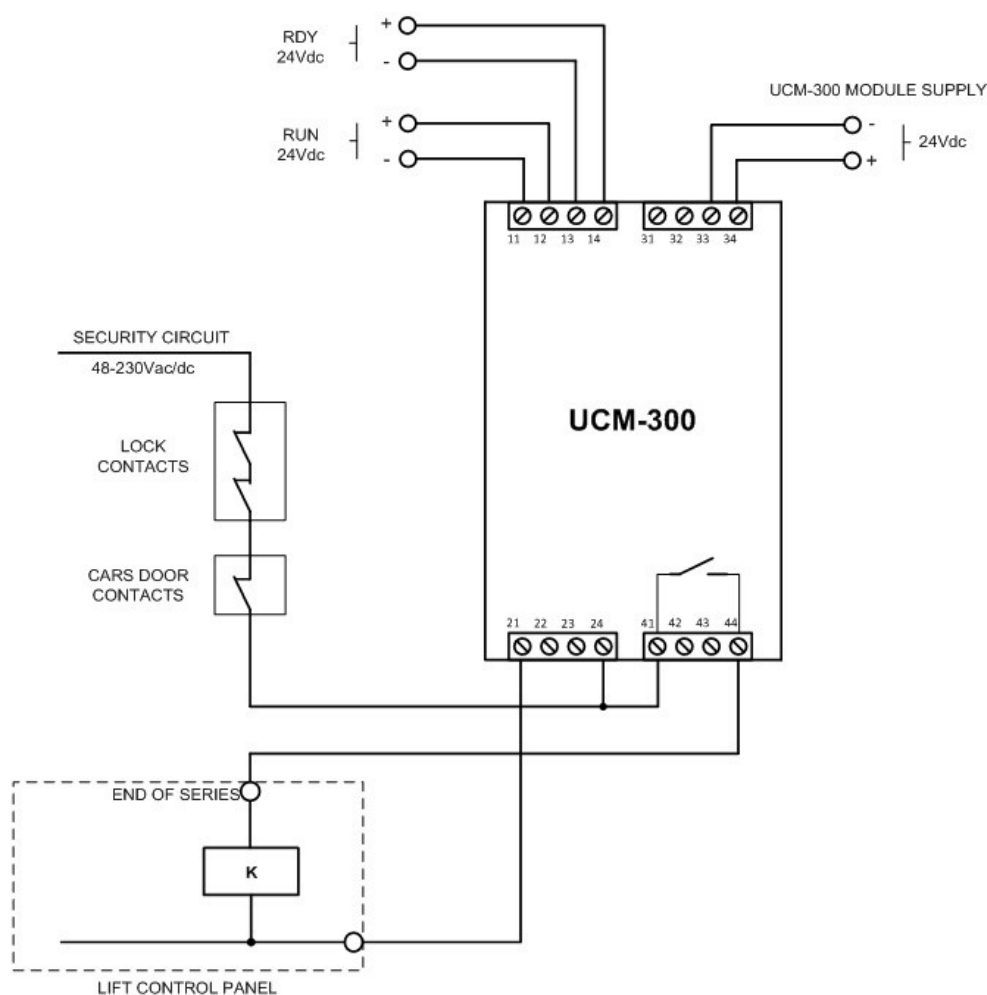 RDY
24Vdc
+
-
RUN
24Vdc
+
-
UCM-300 MODULE SUPPLY
-
+
24Vdc
11 12 13 14
31 32 33 34
SECURITY CIRCUIT
48-230Vac/dc
LOCK
CONTACTS
CARS DOOR
CONTACTS
UCM-300
21 22 23 24
41 42 43 44
END OF SERIES
K
LIFT CONTROL PANEL